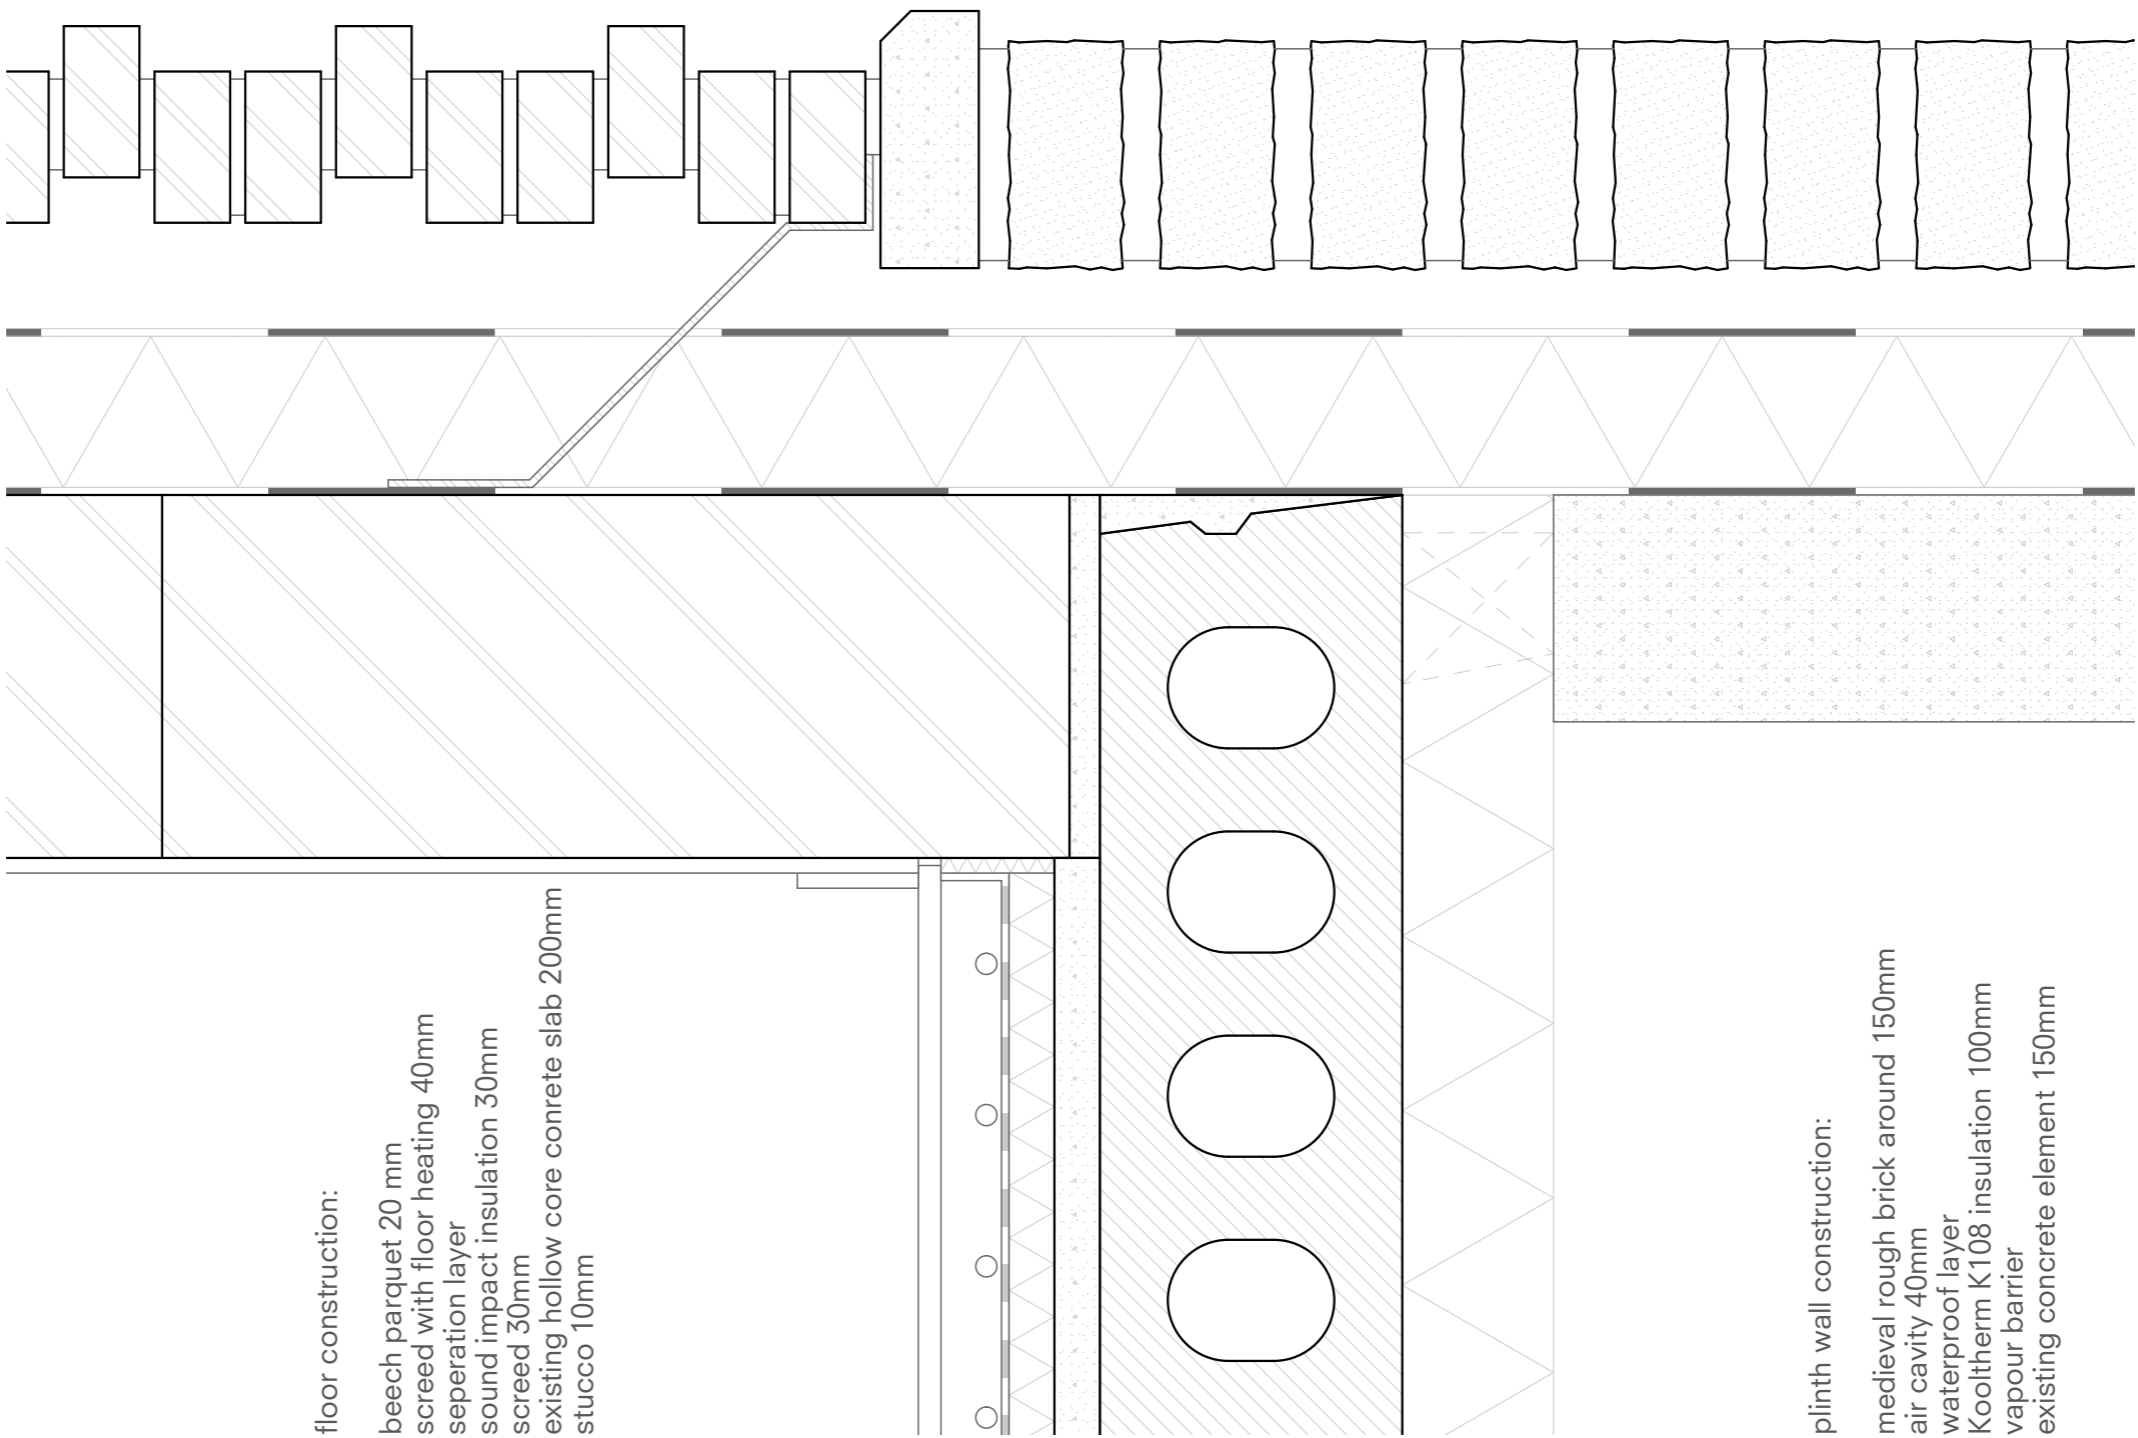 floor construction:
beech parquet 20 mm
screed with floor heating 40mm
seperation layer
sound impact insulation 30mm
screed 30mm
existing hollow core conrete slab 200mm
stucco 10mm
plinth wall construction:
medieval rough brick around 150mm
air cavity 40mm
waterproof layer
Kooltherm K108 insulation 100mm
vapour barrier
existing concrete element 150mm